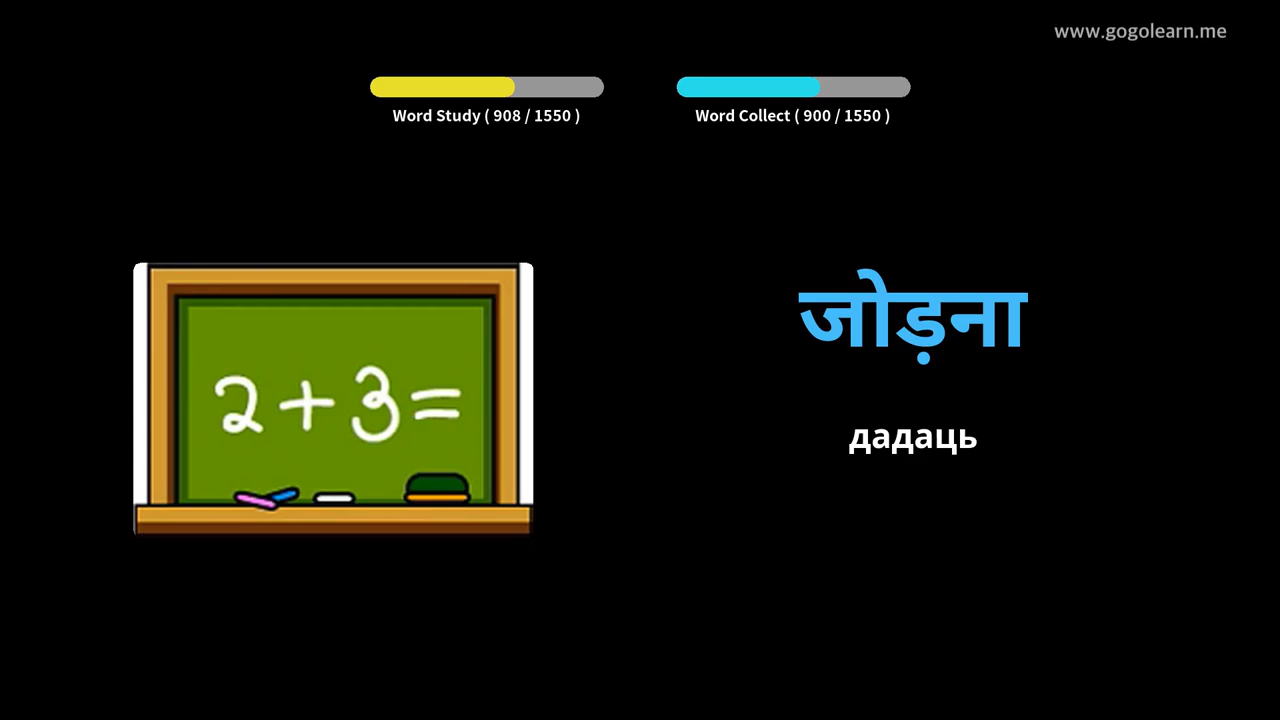 www.gogolearn.me
Word Study ( 908 / 1550 )
Word Collect ( 900 / 1550 )
2 + 3 =
जोड़ना
дадаць